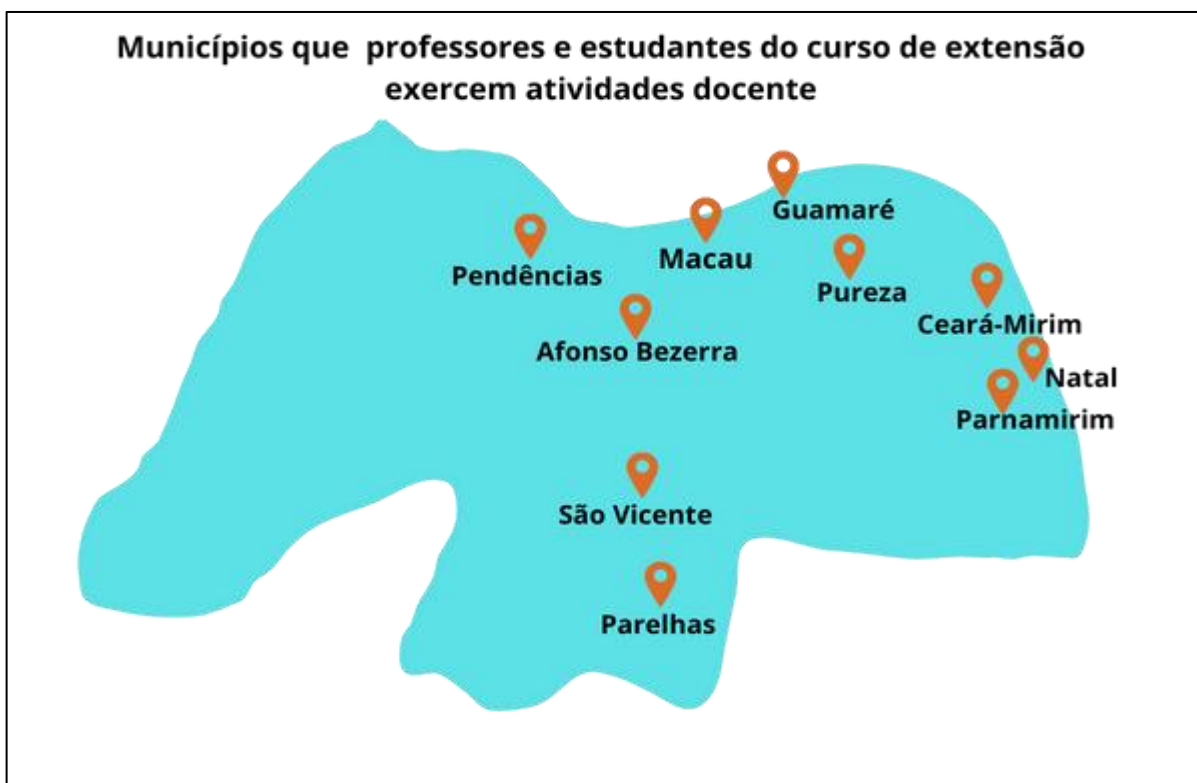 Municípios que professores e estudantes do curso de extensão
exercem atividades docente
Guamaré
Macau
Pendências
Pureza
Ceará-Mirim
Afonso Bezerra
Natal
Parnamirim
São Vicente
Parelhas